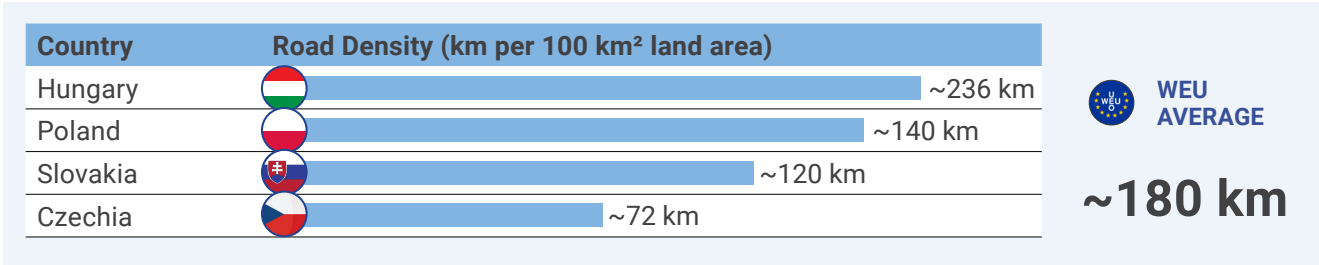 Country Road Density (km per 100 km² land area)
Hungary ~236 km
Poland ~140 km
Slovakia ~120 km
Czechia ~72 km
U
WEU
O
WEU
AVERAGE
~180 km